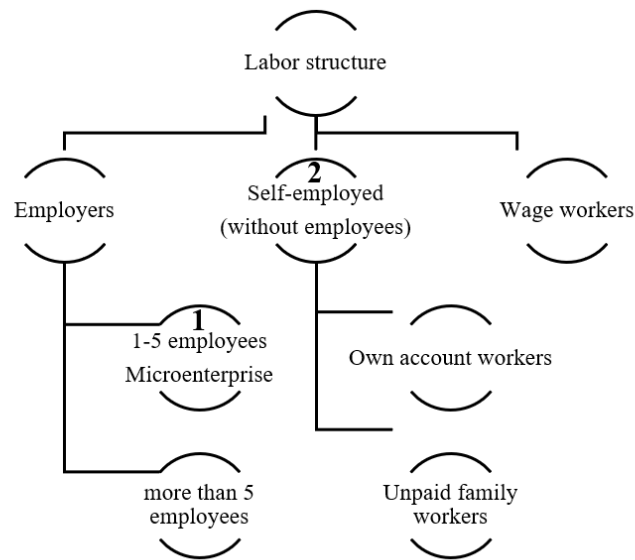 Labor structure
Employers
2
Self-employed
(without employees)
Wage workers
1
1-5 employees
Microenterprise
Own account workers
more than 5
employees
Unpaid family
workers